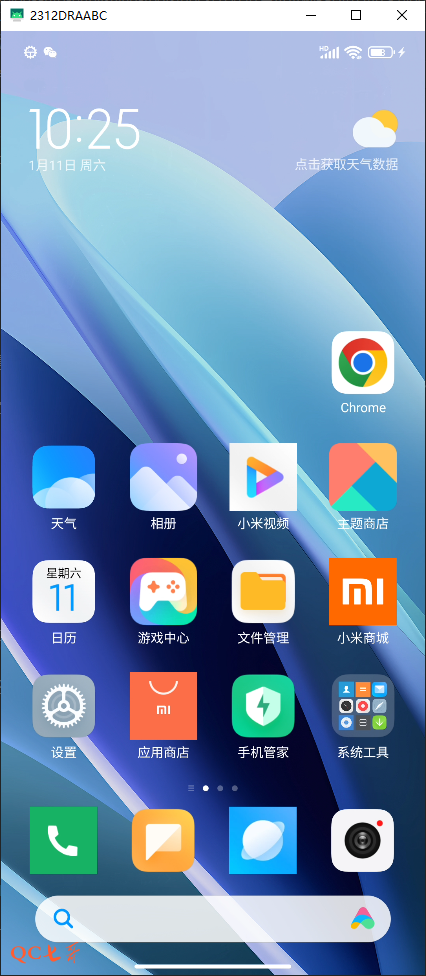 2312DRAABC
HD
10:25
1月11日 周六
点击获取天气数据
Chrome
天气
相册
小米视频
主题商店
星期六
11
日历
游戏中心
文件管理
小米商城
设置
应用商店
手机管家
系统工具